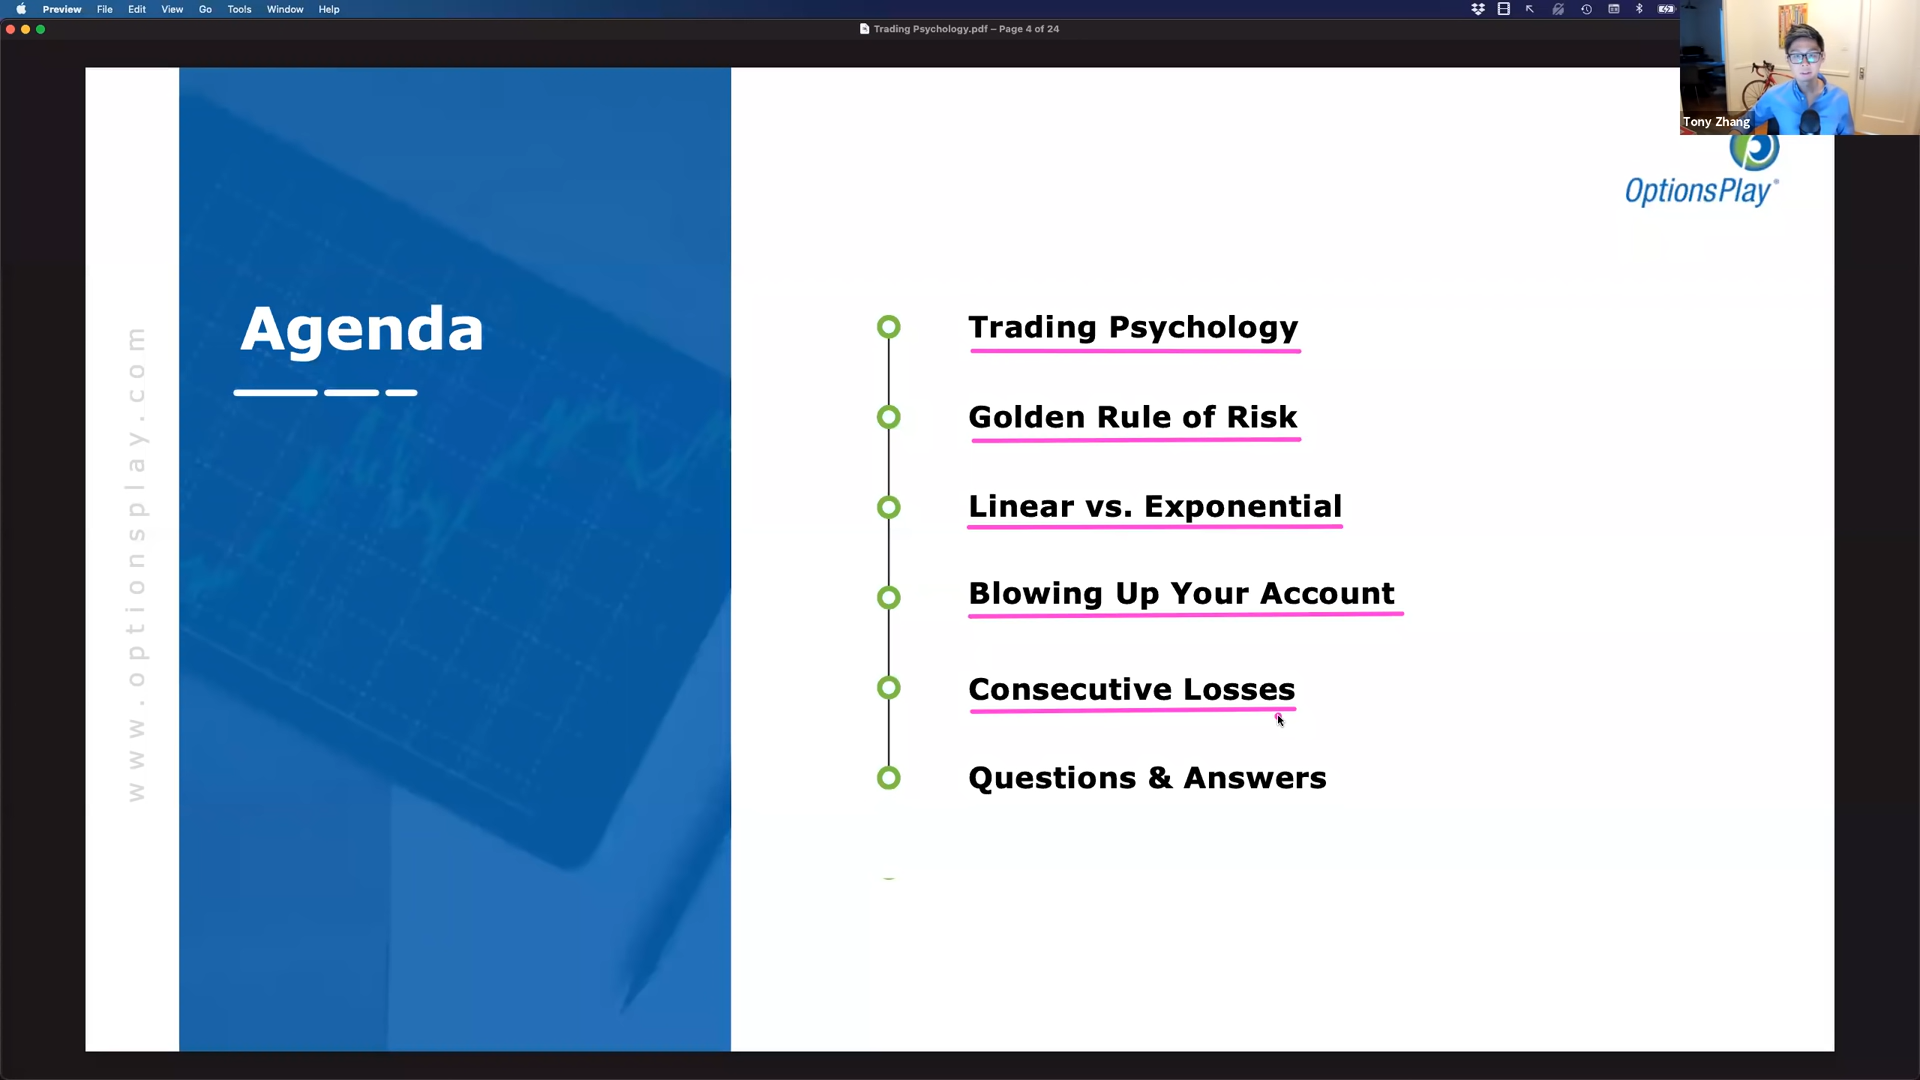 Preview File Edit View Go Tools Window Help
Trading Psychology.pdf – Page 4 of 24
Tony Zhang
OptionsPlay®
www.optionsplay.com
Agenda
Trading Psychology
Golden Rule of Risk
Linear vs. Exponential
Blowing Up Your Account
Consecutive Losses
Questions & Answers